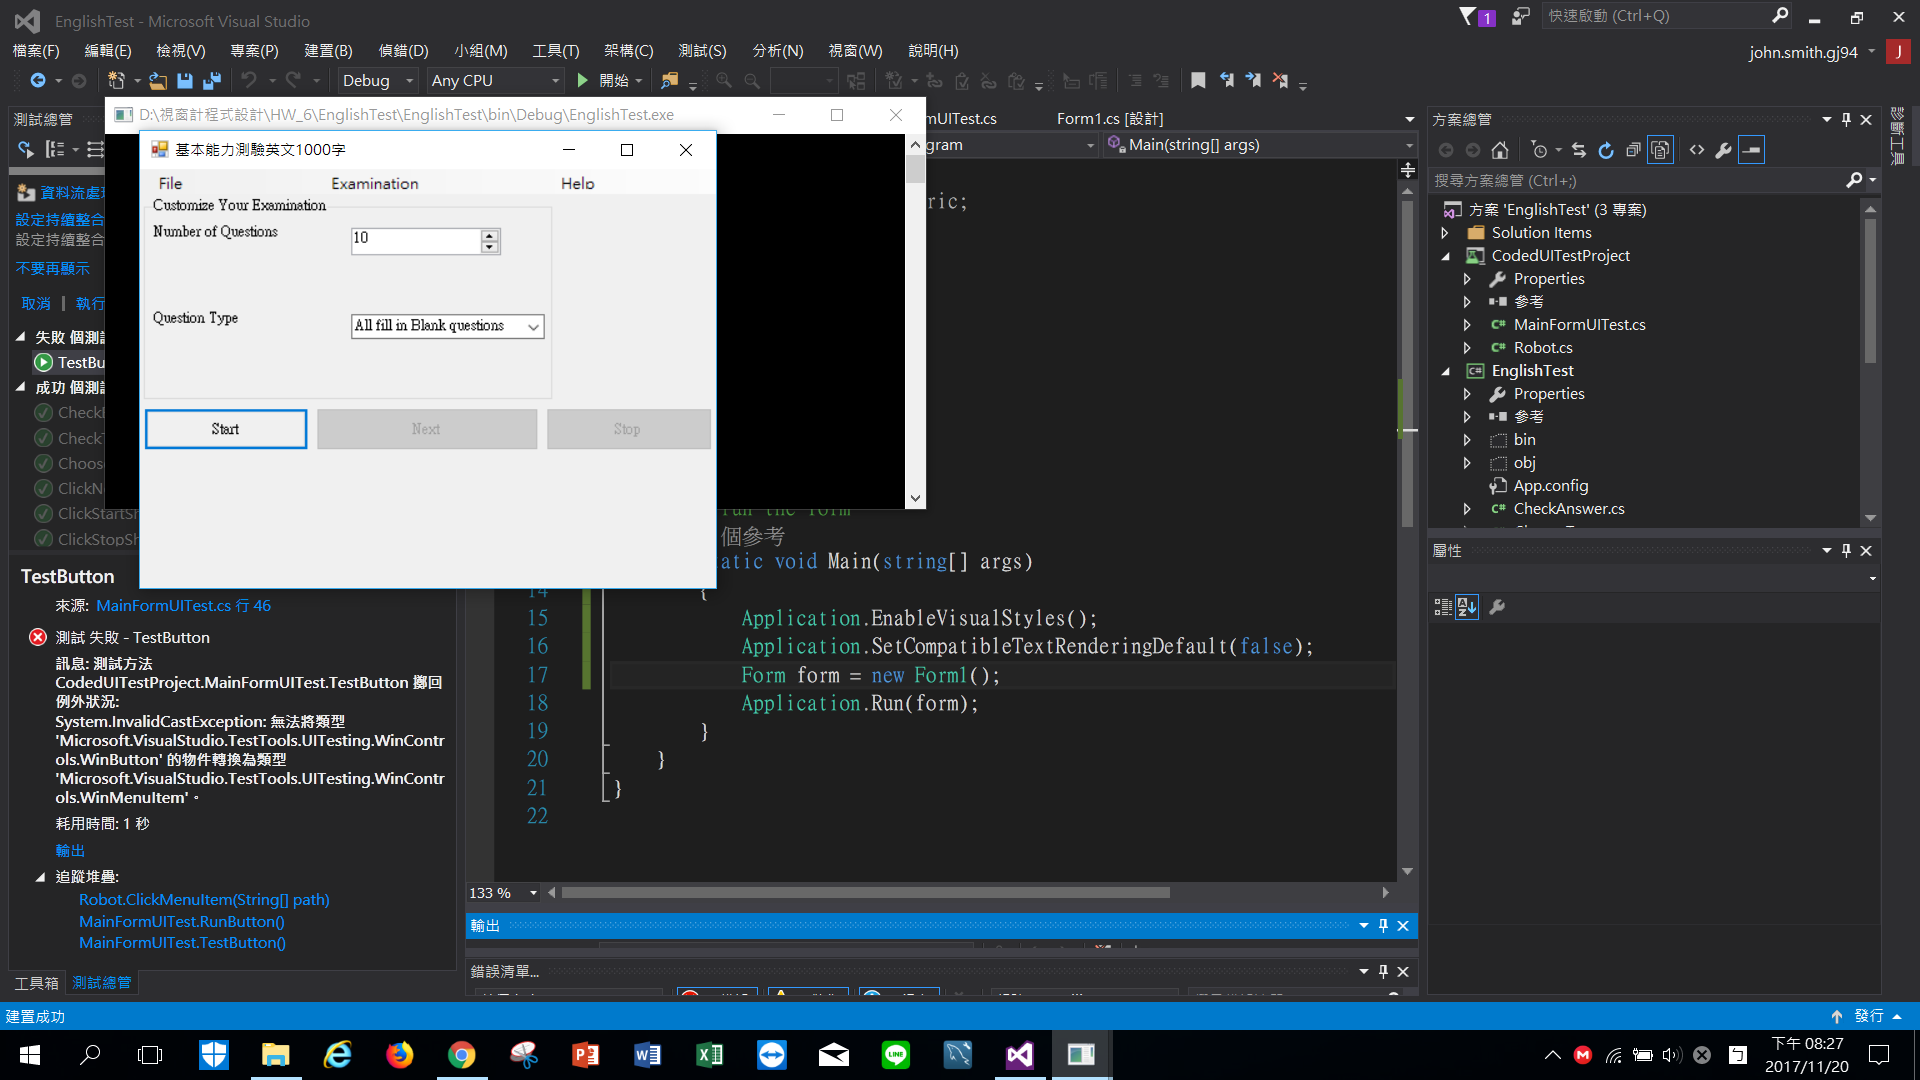 EnglishTest - Microsoft Visual Studio
1
快速啟動 (Ctrl+Q)
檔案(F) 編輯(E) 檢視(V) 專案(P) 建置(B) 偵錯(D) 小組(M) 工具(T) 架構(C) 測試(S) 分析(N) 視窗(W) 說明(H)
john.smith.gj94
J
Debug
Any CPU
開始
測試總管
D:\視窗計程式設計\HW_6\EnglishTest\EnglishTest\bin\Debug\EnglishTest.exe
mUITest.cs
Form1.cs [設計]
gram
Main(string[] args)
基本能力測驗英文1000字
File Examination Help
Customize Your Examination
Number of Questions
10
Question Type
All fill in Blank questions
Start Next Stop
資料流處理
設定持續整合
設定持續整合
不要再顯示
取消 | 執行
失敗 個測試
TestBu
成功 個測試
Check
Choos
ClickN
ClickStartSh
ClickStopSh
ric;
run the form
個參考
atic void Main(string[] args)
14 {
15 Application.EnableVisualStyles();
16 Application.SetCompatibleTextRenderingDefault(false);
17 Form form = new Form1();
18 Application.Run(form);
19 }
20 }
21 }
22
133 %
TestButton
來源: MainFormUITest.cs 行 46
測試 失敗 - TestButton
訊息: 測試方法
CodedUITestProject.MainFormUITest.TestButton 擲回
例外狀況:
System.InvalidCastException: 無法將類型
'Microsoft.VisualStudio.TestTools.UITesting.WinContr
ols.WinButton' 的物件轉換為類型
'Microsoft.VisualStudio.TestTools.UITesting.WinContr
ols.WinMenuItem'。
耗用時間: 1 秒
輸出
追蹤堆疊:
Robot.ClickMenuItem(String[] path)
MainFormUITest.RunButton()
MainFormUITest.TestButton()
工具箱 測試總管
輸出
錯誤清單...
方案總管
搜尋方案總管 (Ctrl+;)
方案 'EnglishTest' (3 專案)
Solution Items
CodedUITestProject
Properties
參考
MainFormUITest.cs
Robot.cs
EnglishTest
Properties
參考
bin
obj
App.config
CheckAnswer.cs
屬性
診斷工具
建置成功
發行
下午 08:27
2017/11/20